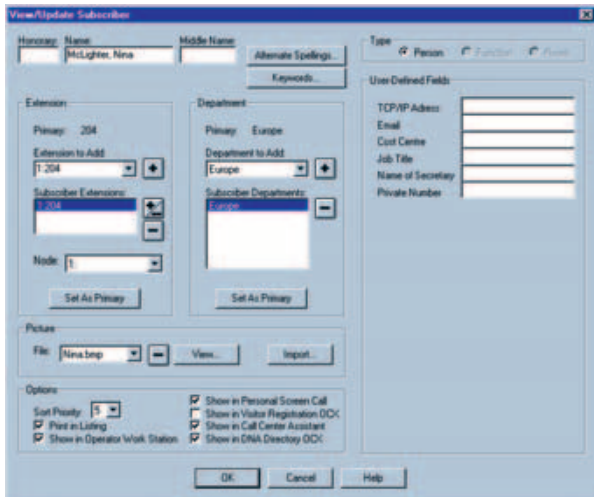 View/Update Subscriber
Honorary: Name: Middle Name:
McLighter, Nina
Alternate Spellings...
Keywords...
Type
Person Function
User-Defined Fields
TCP/IP Adress
Email
Cust Centre
Job Title
Name of Secretary
Private Number
Extension
Primary: 204
Extension to Add
1:204
Subscriber Extensions:
1:204
Node: 1
Set As Primary
Department
Primary: Europe
Department to Add
Europe
Subscriber Departments:
Europe
Set As Primary
Picture
File: Nina.bmp
View...
Import...
Options
Sort Priority: 5
Print in Listing
Show in Operator Work Station
Show in Personal Screen Call
Show in Visitor Registration OCX
Show in Call Center Assistant
Show in DNA Directory OCX
OK Cancel Help